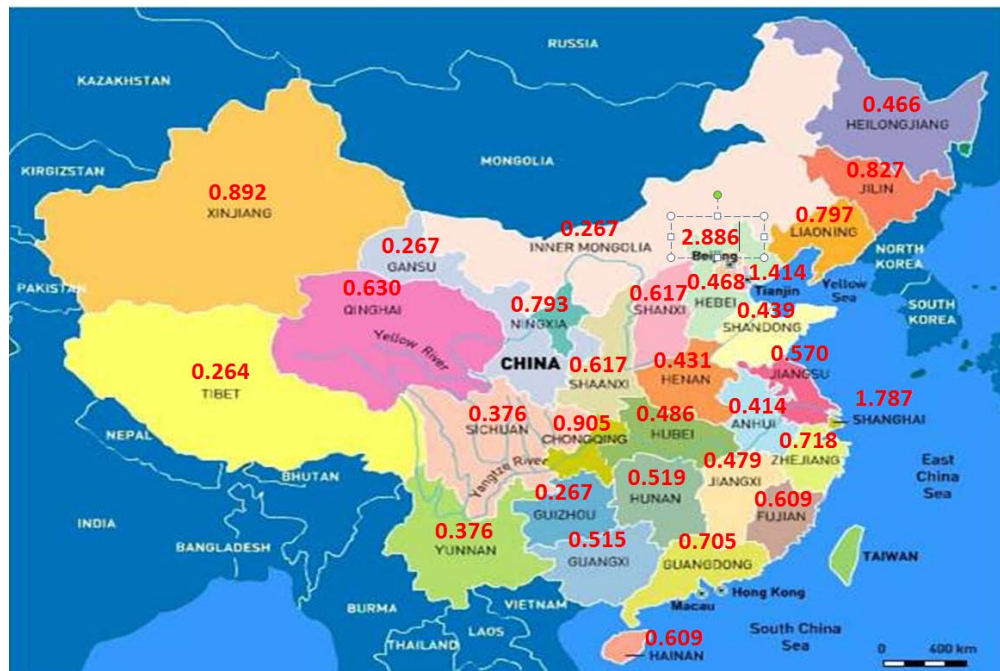 RUSSIA
KAZAKHSTAN
0.466
HEILONGJIANG
MONGOLIA
KIRGIZSTAN
0.827
JILIN
0.892
XINJIANG
0.797
LIAONING
0.267
INNER MONGOLIA
2.886
Beijing
0.267
GANSU
NORTH
KOREA
1.414
Tianjin
0.468
HEBEI
Yellow
Sea
PAKISTAN
0.630
QINGHAI
0.617
SHANXI
0.793
NINGXIA
0.439
SHANDONG
SOUTH
KOREA
Yellow River
CHINA
0.617
SHAANXI
0.431
HENAN
0.570
JIANGSU
0.264
TIBET
0.376
SICHUAN
0.905
CHONGQING
0.486
HUBEI
0.414
ANHUI
1.787
SHANGHAI
NEPAL
0.718
ZHEJIANG
Yangtze River
0.479
JIANGXI
East
China
Sea
BHUTAN
0.267
GUIZHOU
0.519
HUNAN
0.609
FUJIAN
INDIA
0.376
YUNNAN
0.515
GUANGXI
0.705
GUANGDONG
BANGLADESH
TAIWAN
Hong Kong
Macau
BURMA
VIETNAM
LAOS
THAILAND
South China
Sea
0.609
HAINAN
0 400 km